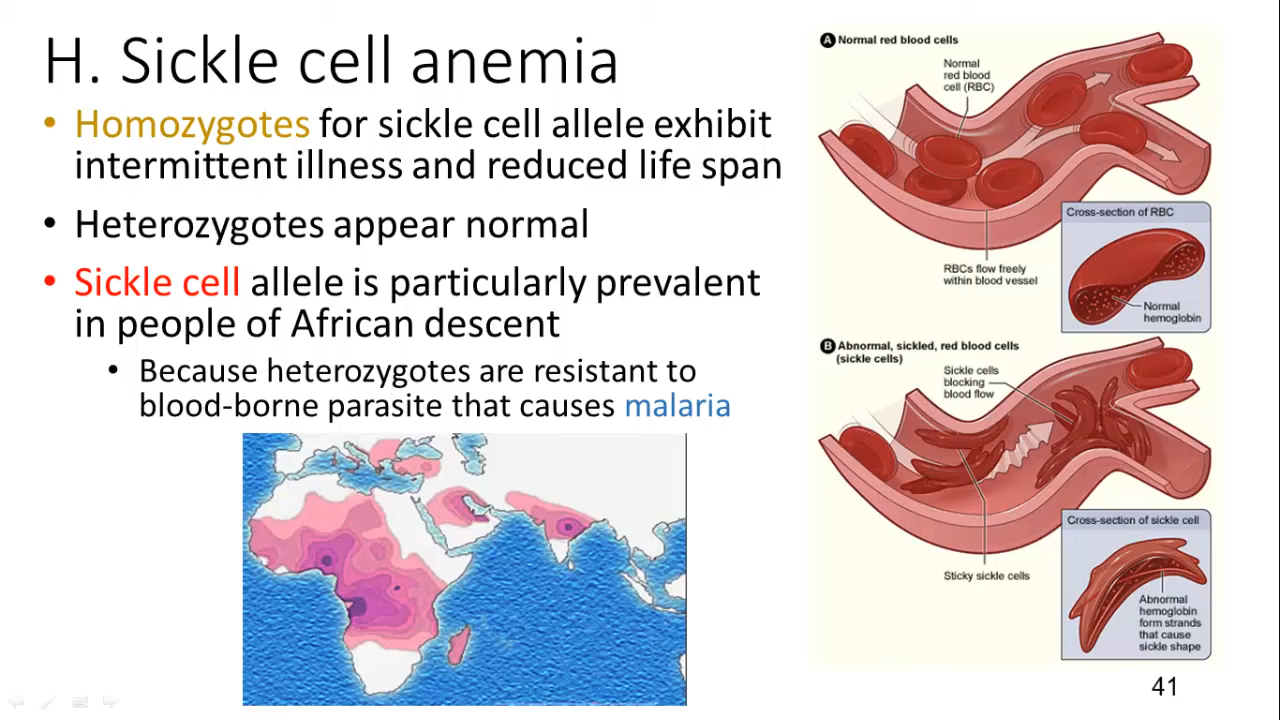 H. Sickle cell anemia
• Homozygotes for sickle cell allele exhibit
intermittent illness and reduced life span
• Heterozygotes appear normal
• Sickle cell allele is particularly prevalent
in people of African descent
• Because heterozygotes are resistant to
blood-borne parasite that causes malaria
A Normal red blood cells
Normal
red blood
cell (RBC)
Cross-section of RBC
RBCs flow freely
within blood vessel
Normal
hemoglobin
B Abnormal, sickled, red blood cells
(sickle cells)
Sickle cells
blocking
blood flow
Cross-section of sickle cell
Sticky sickle cells
Abnormal
hemoglobin
form strands
that cause
sickle shape
41